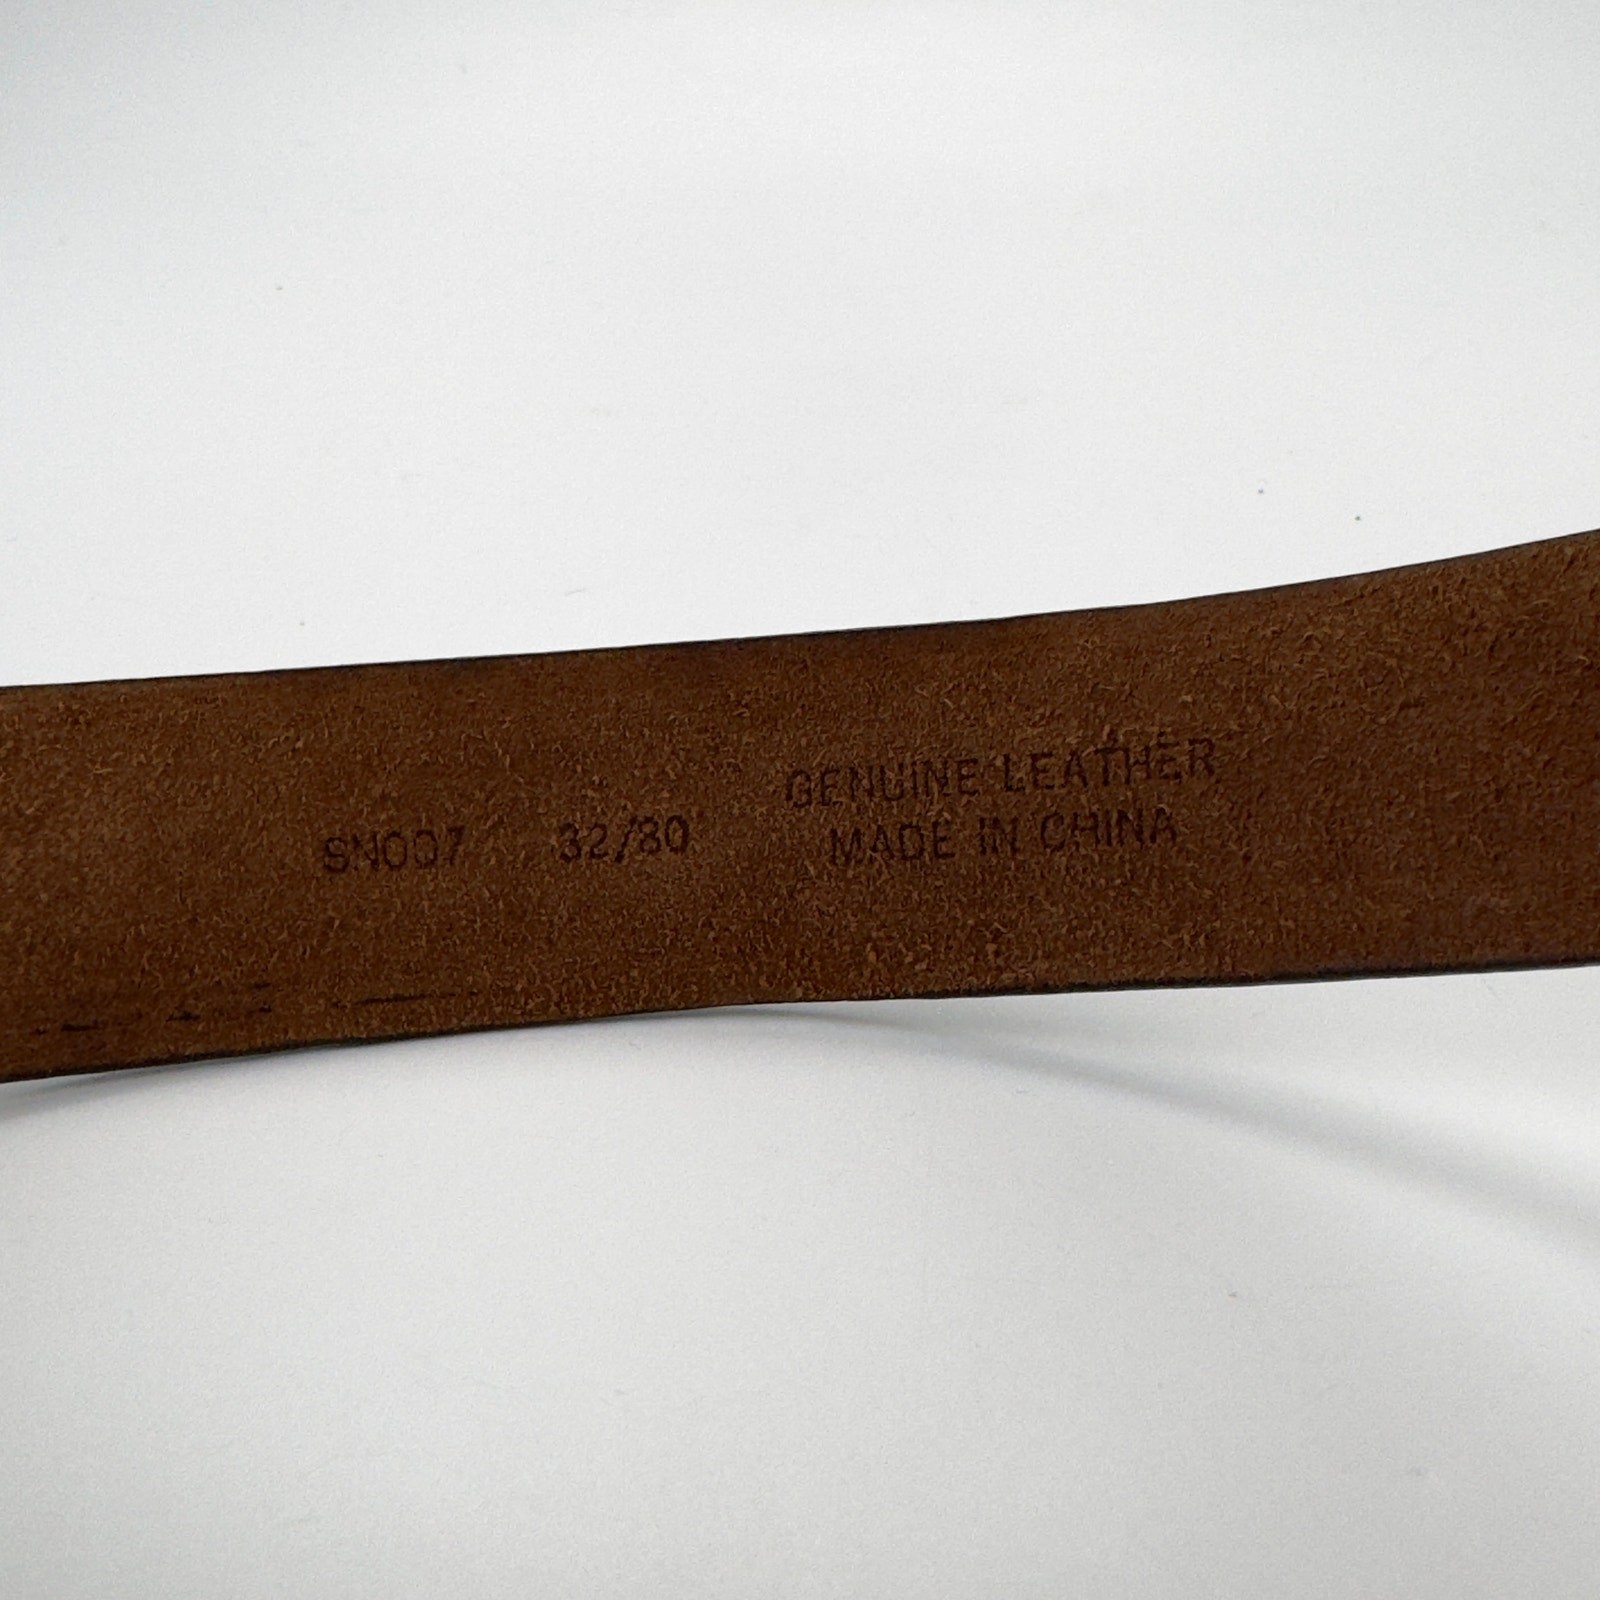 SN007 32/80
GENUINE LEATHER
MADE IN CHINA